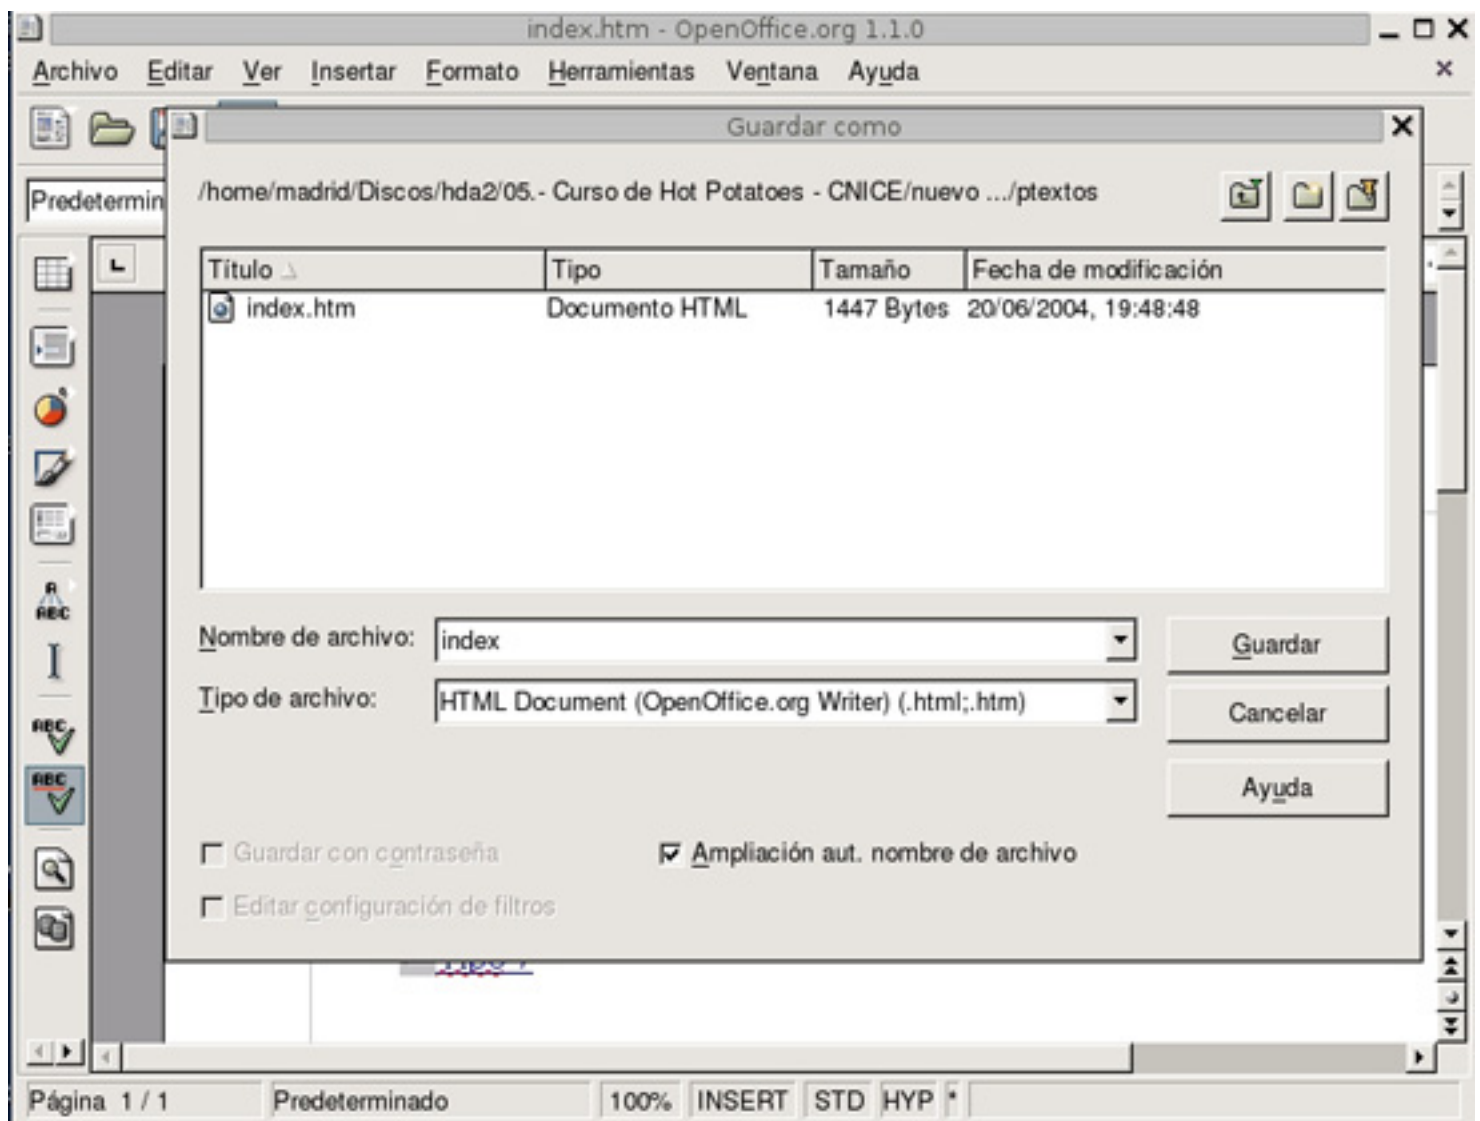 index.htm - OpenOffice.org 1.1.0
Archivo Editar Ver Insertar Formato Herramientas Ventana Ayuda
Guardar como
Predetermin
/home/madrid/Discos/hda2/05.- Curso de Hot Potatoes - CNICE/nuevo .../ptextos
Título Tipo Tamaño Fecha de modificación
index.htm Documento HTML 1447 Bytes 20/06/2004, 19:48:48
Nombre de archivo: index Guardar
Tipo de archivo: HTML Document (OpenOffice.org Writer) (.html;.htm)
Cancelar
Ayuda
Guardar con contraseña Ampliación aut. nombre de archivo
Editar configuración de filtros
A
ABC
ABC
ABC
Página 1 / 1 Predeterminado 100% INSERT STD HYP *